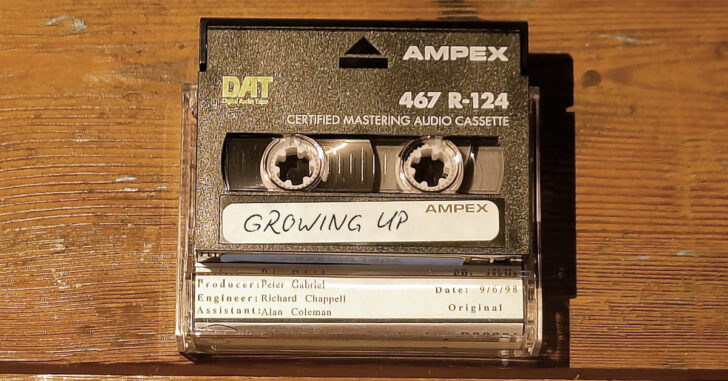 AMPEX
DAT
Digital Audio Tape
467 R-124
CERTIFIED MASTERING AUDIO CASSETTE
AMPEX
GROWING UP
Producer: Peter Gabriel
Date: 9/6/98
Engineer: Richard Chappell
Original
Assistant: Alan Coleman